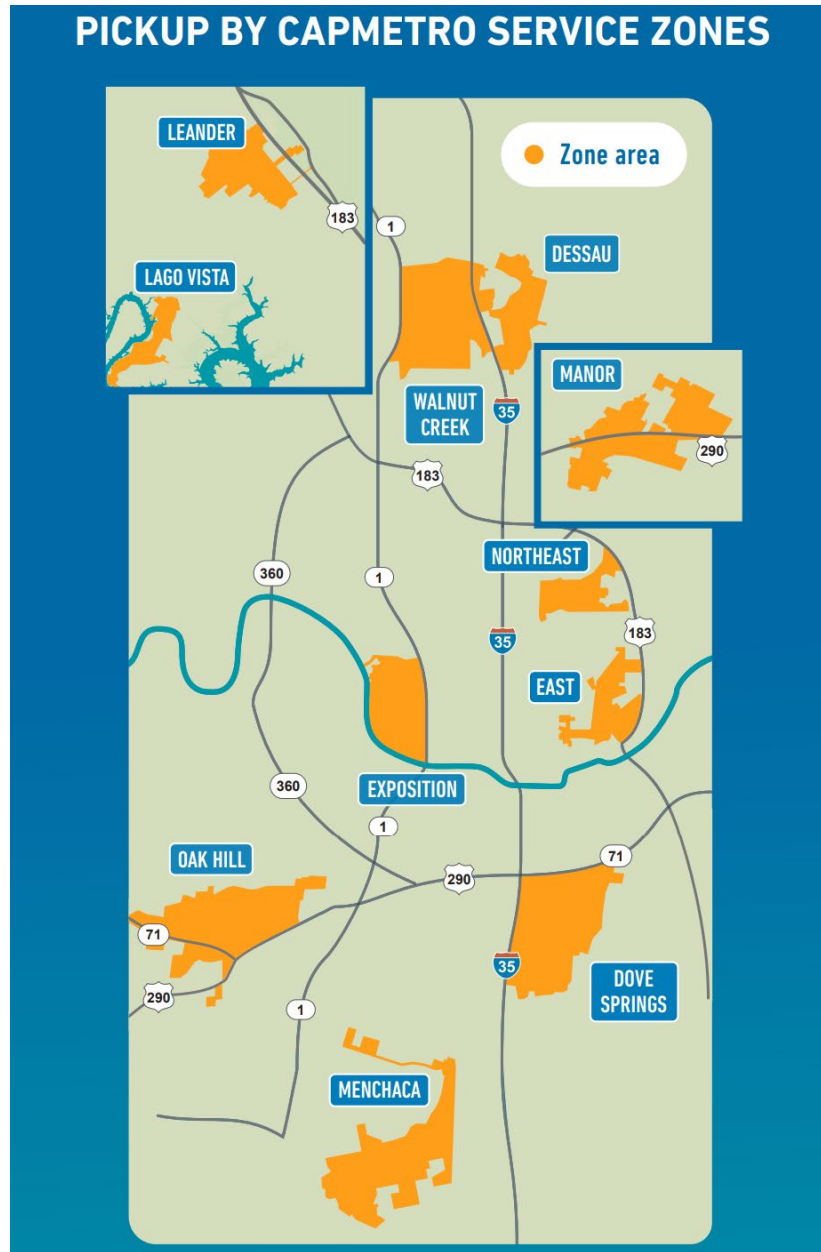 PICKUP BY CAPMETRO SERVICE ZONES
LEANDER
183
LAGO VISTA
Zone area
1
DESSAU
WALNUT
CREEK
35
MANOR
290
183
NORTHEAST
360
1
35
183
EAST
360
EXPOSITION
1
OAK HILL
290
71
71
290
35
DOVE
SPRINGS
1
MENCHACA